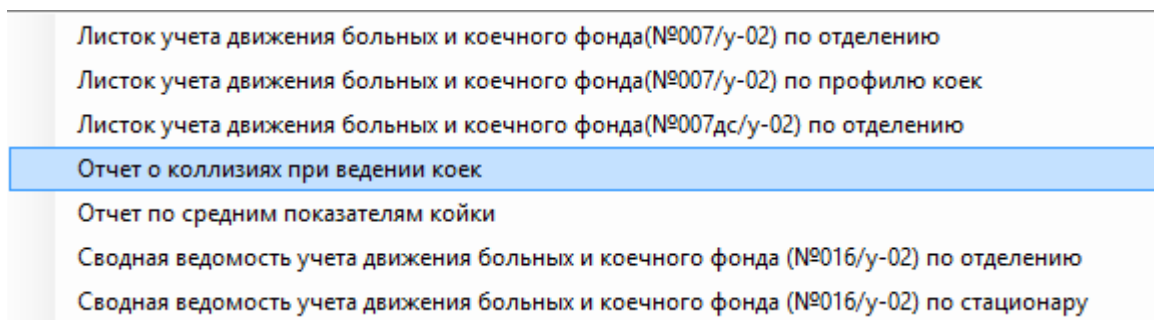 Листок учета движения больных и коечного фонда(№007/у-02) по отделению
Листок учета движения больных и коечного фонда(№007/у-02) по профилю коек
Листок учета движения больных и коечного фонда(№007дс/у-02) по отделению
Отчет о коллизиях при ведении коек
Отчет по средним показателям койки
Сводная ведомость учета движения больных и коечного фонда (№016/у-02) по отделению
Сводная ведомость учета движения больных и коечного фонда (№016/у-02) по стационару